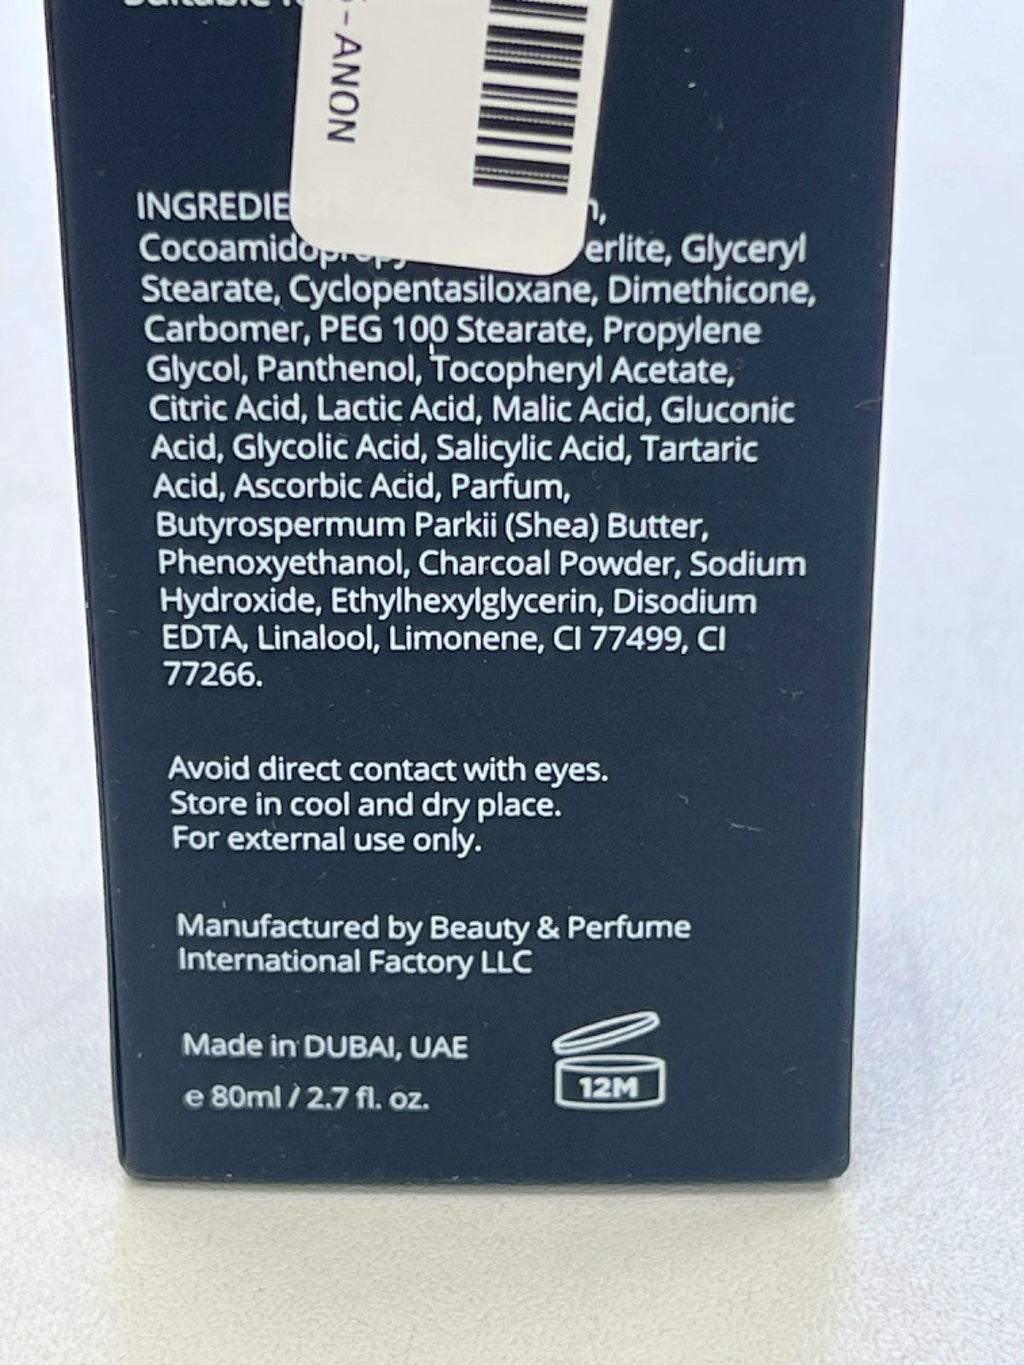 - ANON
Cocoamidopropy erlite, Glyceryl
Stearate, Cyclopentasiloxane, Dimethicone,
Carbomer, PEG 100 Stearate, Propylene
Glycol, Panthenol, Tocopheryl Acetate,
Citric Acid, Lactic Acid, Malic Acid, Gluconic
Acid, Glycolic Acid, Salicylic Acid, Tartaric
Acid, Ascorbic Acid, Parfum,
Butyrospermum Parkii (Shea) Butter,
Phenoxyethanol, Charcoal Powder, Sodium
Hydroxide, Ethylhexylglycerin, Disodium
EDTA, Linalool, Limonene, CI 77499, CI
77266.
Avoid direct contact with eyes.
Store in cool and dry place.
For external use only.
Manufactured by Beauty & Perfume
International Factory LLC
Made in DUBAI, UAE
12M
e 80ml / 2.7 fl. oz.